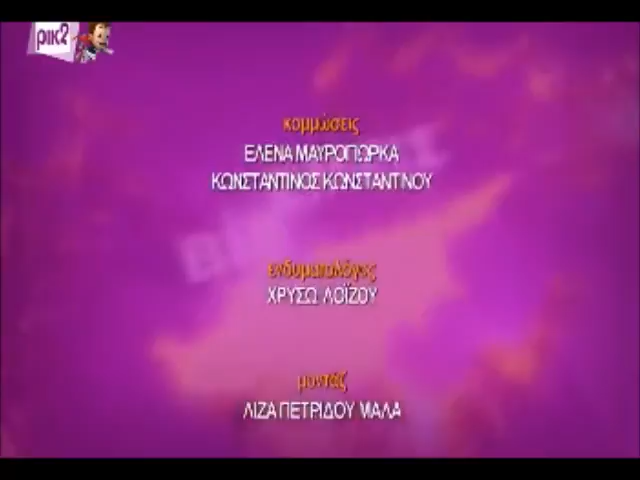 ρικ2
κομμώσεις
ΕΛΕΝΑ ΜΑΥΡΟΓΙΩΡΚΑ
ΚΩΝΣΤΑΝΤΙΝΟΣ ΚΩΝΣΤΑΝΤΙΝΟΥ
ενδυματολόγος
ΧΡΥΣΩ ΛΟΪΖΟΥ
μοντάζ
ΛΙΖΑ ΠΕΤΡΙΔΟΥ ΜΑΛΑ